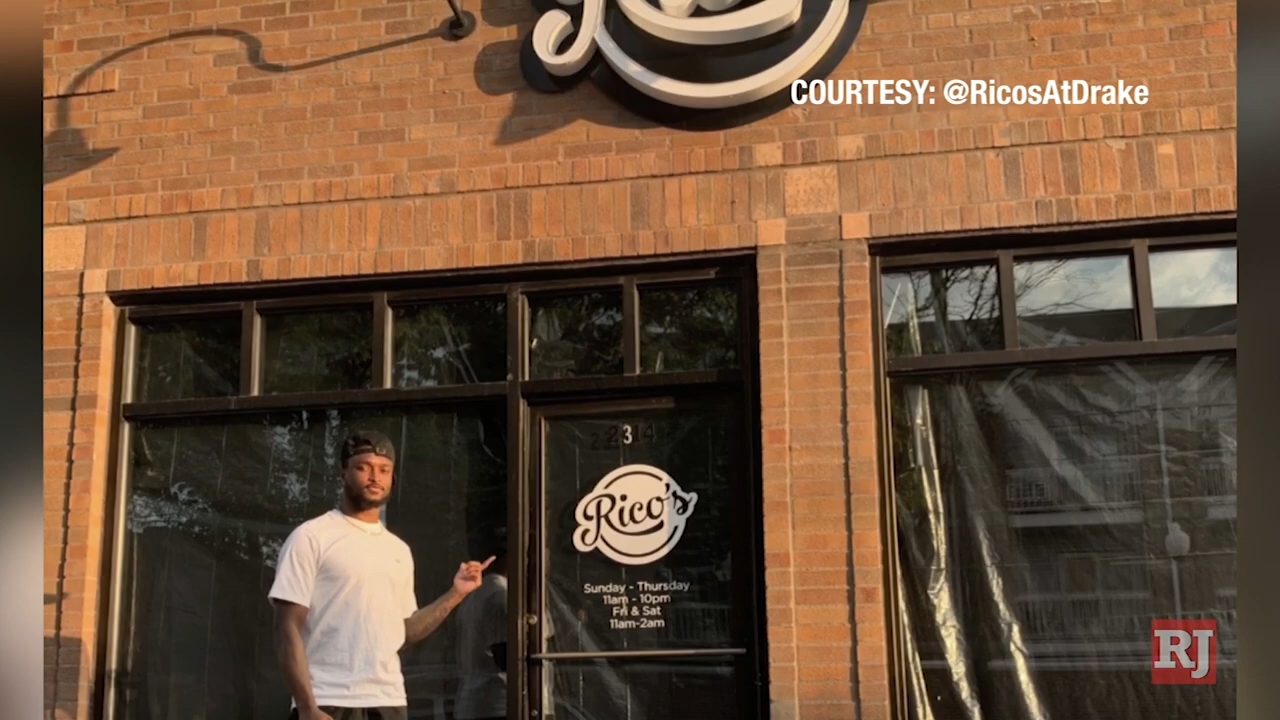 COURTESY: @RicosAtDrake
2314
Rico's
Sunday - Thursday
11am - 10pm
Fri & Sat
11am-2am
RJ